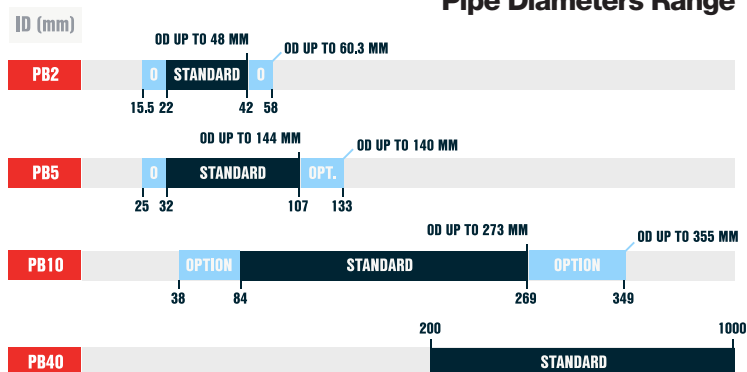 Pipe Diameters Range
ID (mm)
OD UP TO 48 MM
OD UP TO 60.3 MM
PB2
O STANDARD O
15.5 22 42 58
OD UP TO 144 MM
OD UP TO 140 MM
PB5
O STANDARD OPT.
25 32 107 133
OD UP TO 273 MM
OD UP TO 355 MM
PB10
OPTION STANDARD OPTION
38 84 269 349
200 1000
PB40
STANDARD